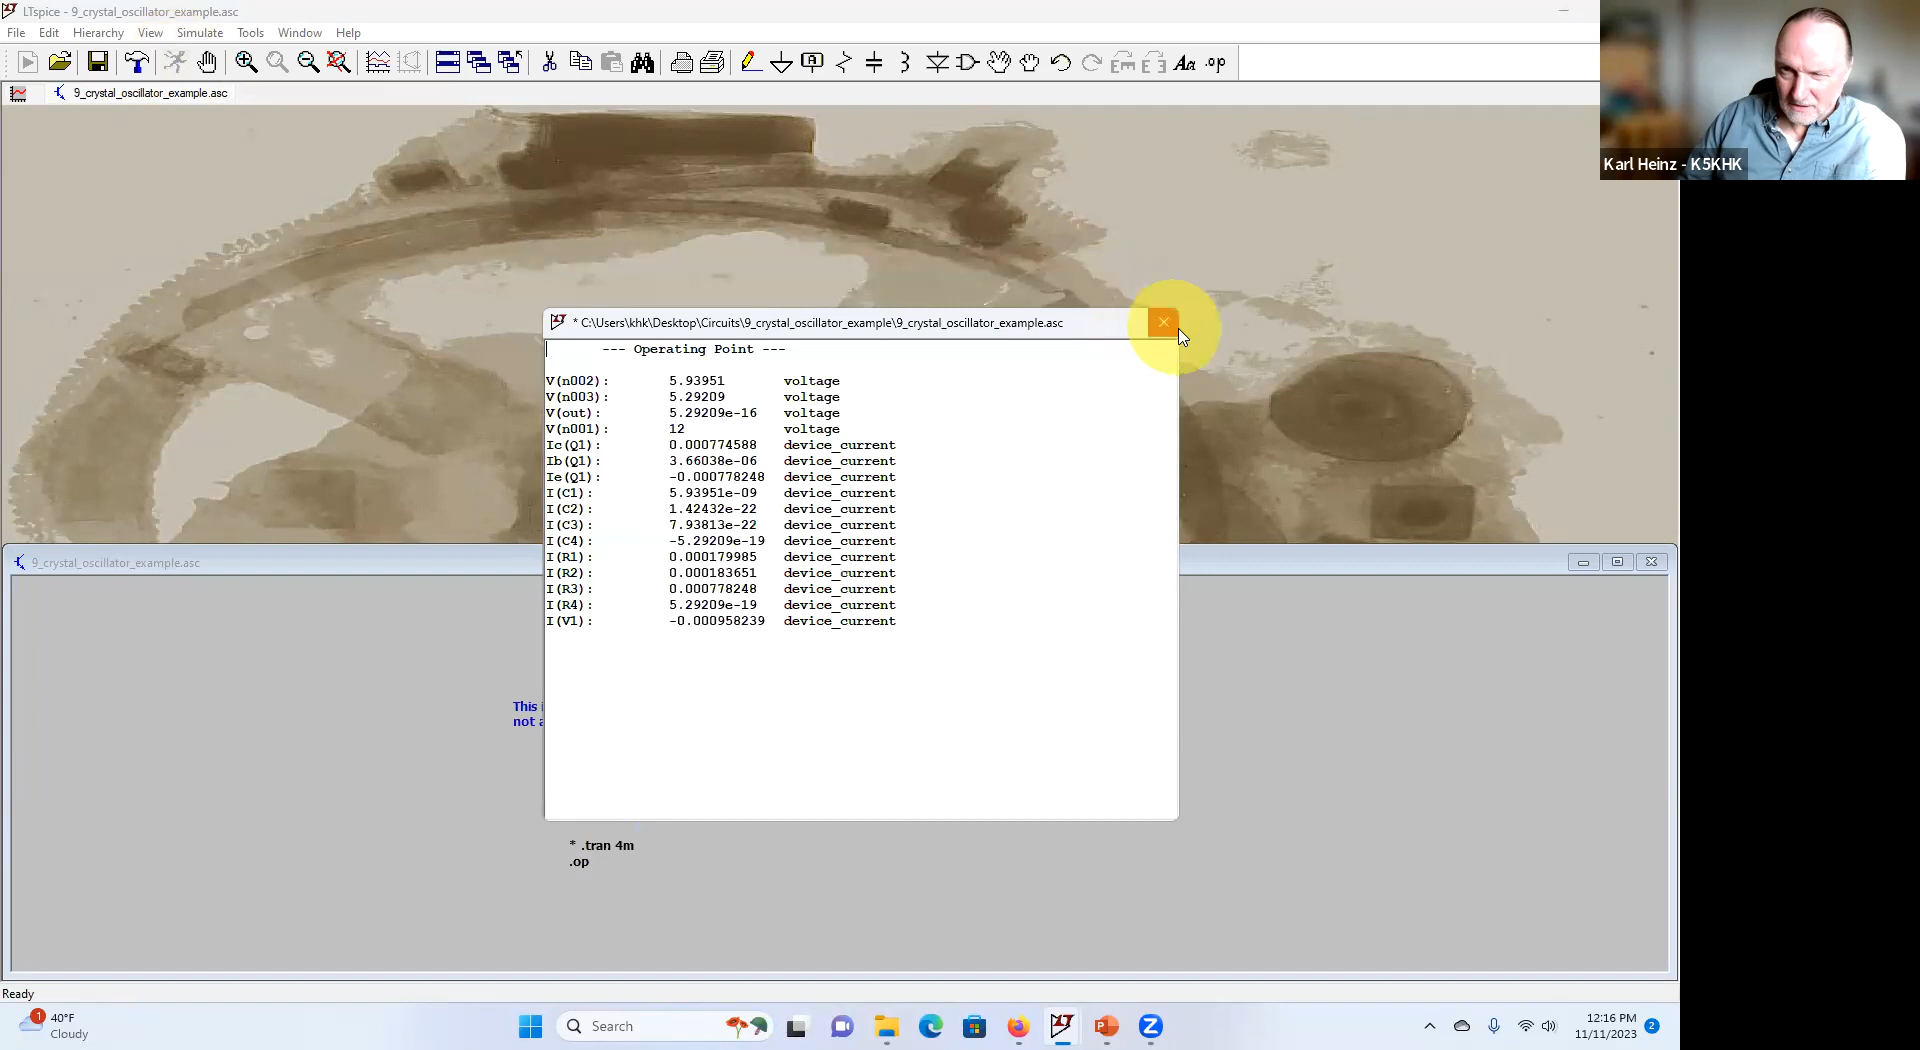 LTspice - 9_crystal_oscillator_example.asc
File Edit Hierarchy View Simulate Tools Window Help
Aa .op
9_crystal_oscillator_example.asc
Karl Heinz - K5KHK
* C:\Users\khk\Desktop\Circuits\9_crystal_oscillator_example\9_crystal_oscillator_example.asc
--- Operating Point ---
V(n002): 5.93951 voltage
V(n003): 5.29209 voltage
V(out): 5.29209e-16 voltage
V(n001): 12 voltage
Ic(Q1): 0.000774588 device_current
Ib(Q1): 3.66038e-06 device_current
Ie(Q1): -0.000778248 device_current
I(C1): 5.93951e-09 device_current
I(C2): 1.42432e-22 device_current
I(C3): 7.93813e-22 device_current
I(C4): -5.29209e-19 device_current
I(R1): 0.000179985 device_current
I(R2): 0.000183651 device_current
I(R3): 0.000778248 device_current
I(R4): 5.29209e-19 device_current
I(V1): -0.000958239 device_current
9_crystal_oscillator_example.asc
This
not
* .tran 4m
.op
Ready
1
40°F
Cloudy
Search
12:16 PM
11/11/2023
2